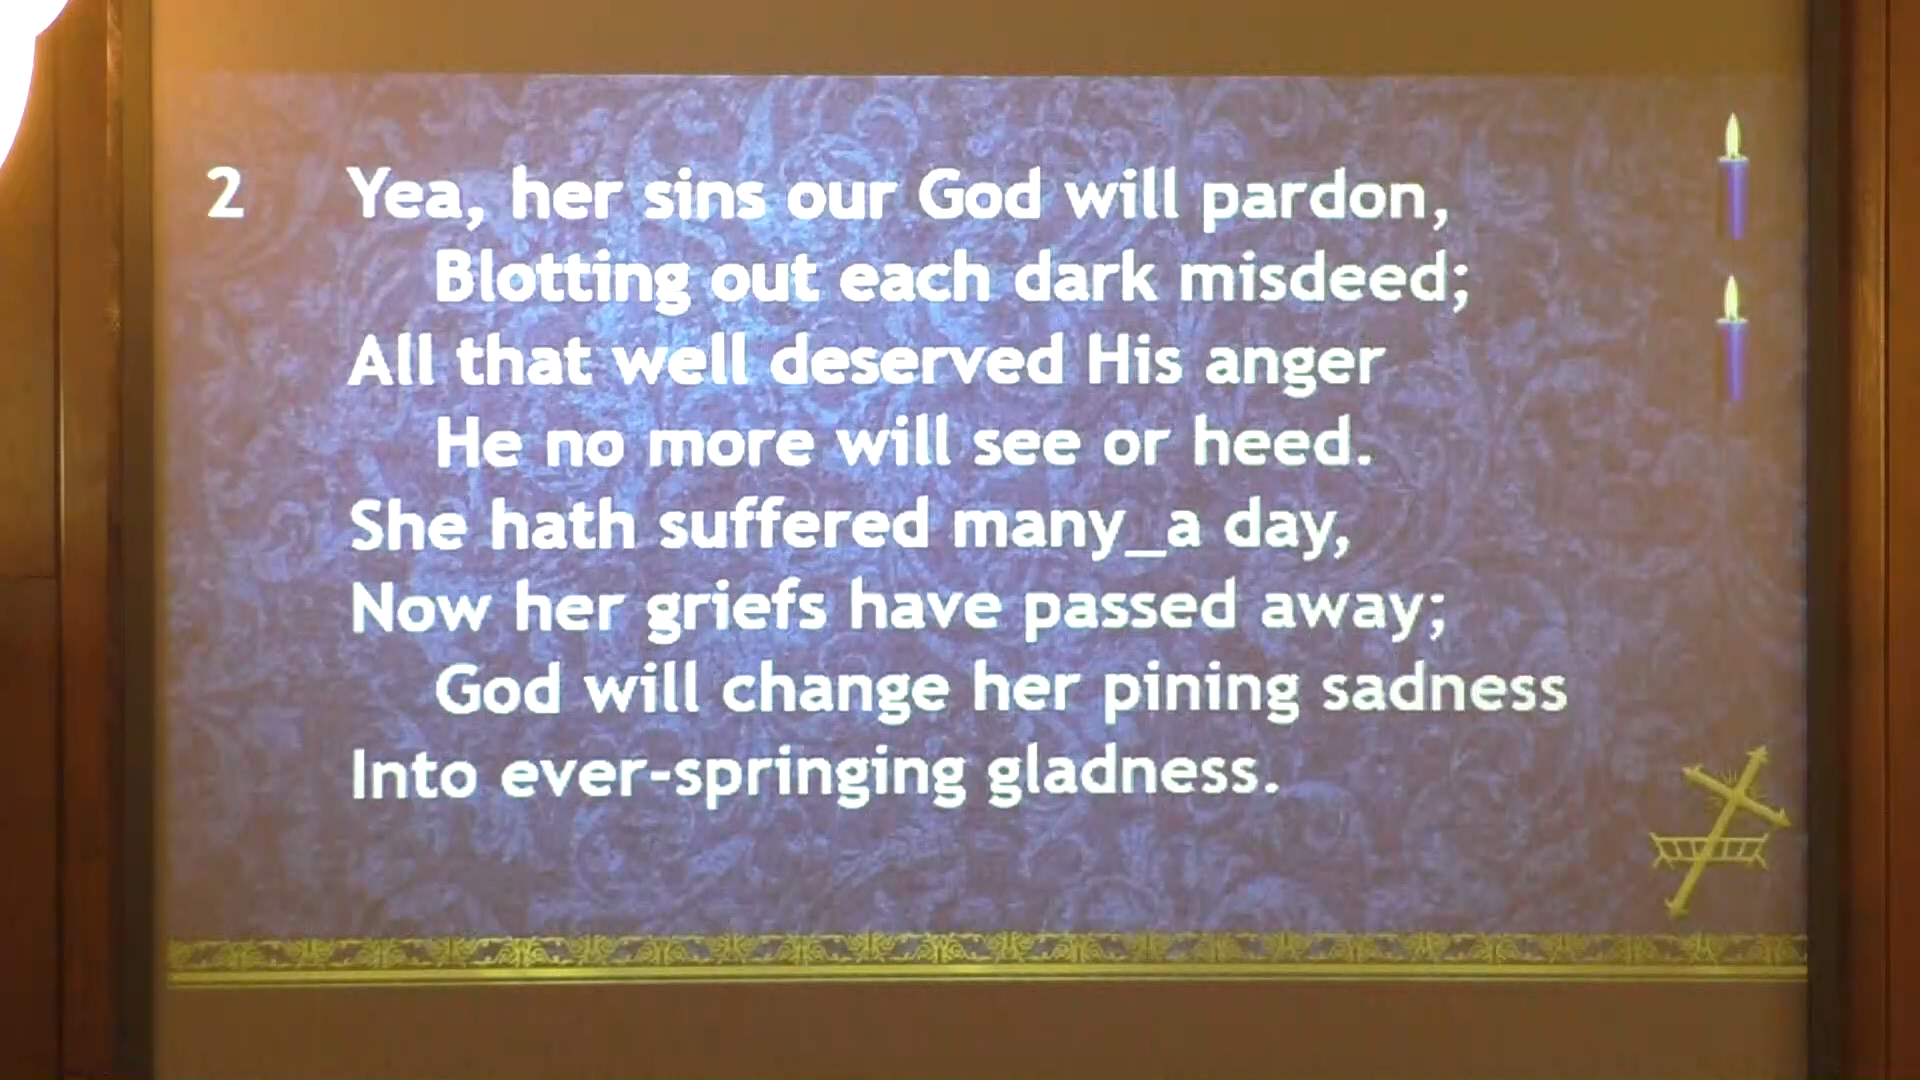 2 Yea, her sins our God will pardon,
Blotting out each dark misdeed;
All that well deserved His anger
He no more will see or heed.
She hath suffered many_a day,
Now her griefs have passed away;
God will change her pining sadness
Into ever-springing gladness.